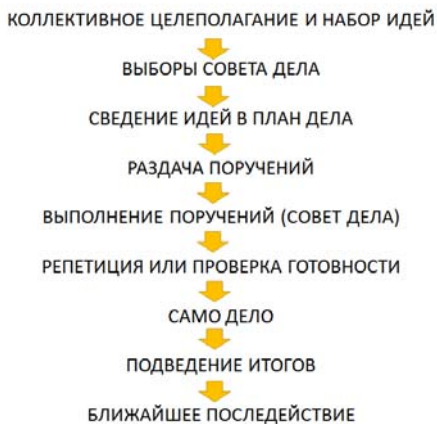 КОЛЛЕКТИВНОЕ ЦЕЛЕПОЛАГАНИЕ И НАБОР ИДЕЙ
ВЫБОРЫ СОВЕТА ДЕЛА
СВЕДЕНИЕ ИДЕЙ В ПЛАН ДЕЛА
РАЗДАЧА ПОРУЧЕНИЙ
ВЫПОЛНЕНИЕ ПОРУЧЕНИЙ (СОВЕТ ДЕЛА)
РЕПЕТИЦИЯ ИЛИ ПРОВЕРКА ГОТОВНОСТИ
САМО ДЕЛО
ПОДВЕДЕНИЕ ИТОГОВ
БЛИЖАЙШЕЕ ПОСЛЕДЕЙСТВИЕ